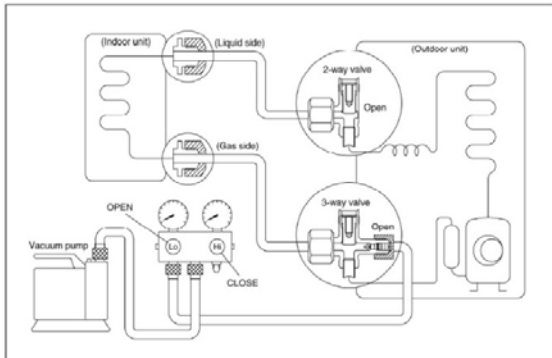 (Indoor unit)
(Liquid side)
(Outdoor unit)
2-way valve
Open
(Gas side)
3-way valve
Open
OPEN
Vacuum pump
Lo
Hi
CLOSE